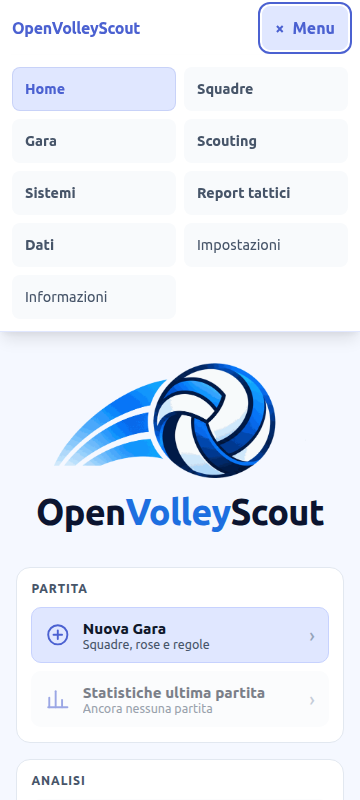 OpenVolleyScout
× Menu
Home
Squadre
Gara
Scouting
Sistemi
Report tattici
Dati
Impostazioni
Informazioni
OpenVolleyScout
PARTITA
Nuova Gara
Squadre, rose e regole
›
Statistiche ultima partita
Ancora nessuna partita
›
ANALISI